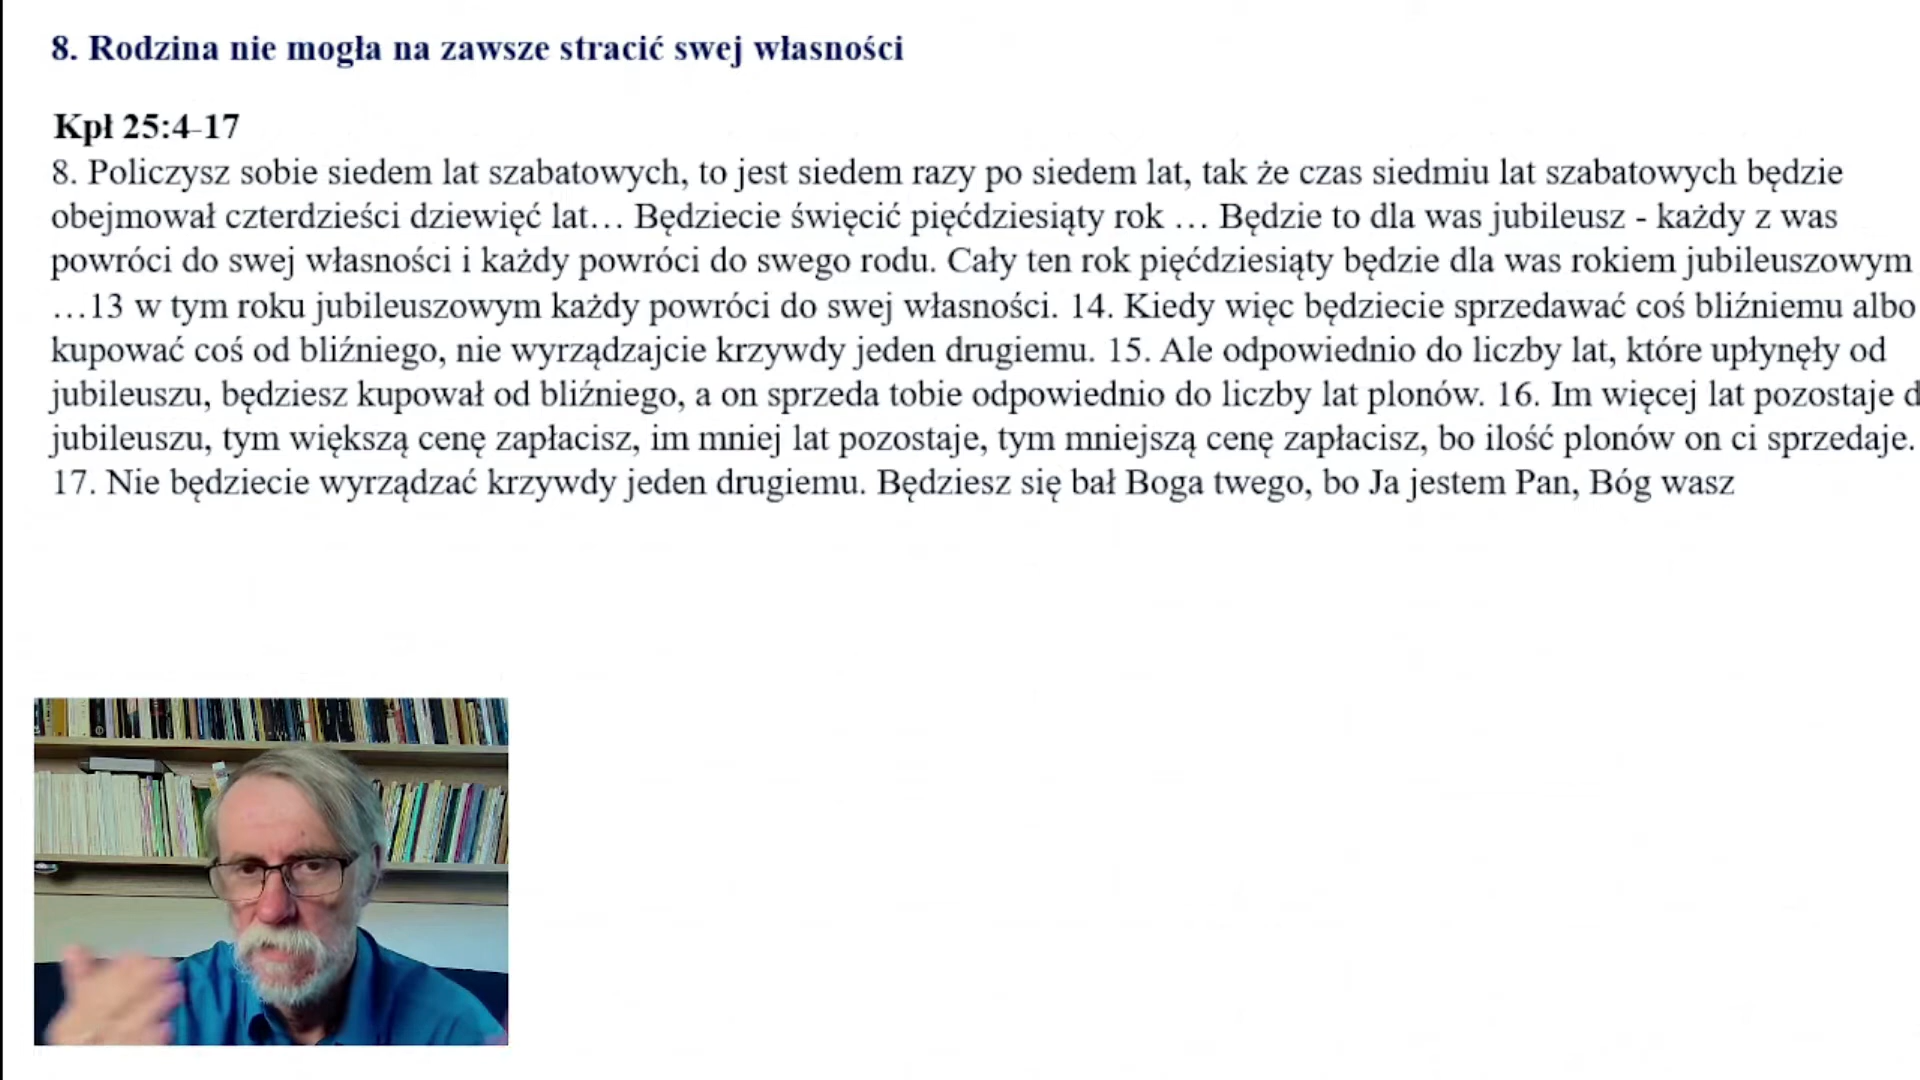 8. Rodzina nie mogła na zawsze stracić swej własności
Kpł 25:4-17
8. Policzysz sobie siedem lat szabatowych, to jest siedem razy po siedem lat, tak że czas siedmiu lat szabatowych będzie
obejmował czterdzieści dziewięć lat… Będziecie święcić pięćdziesiąty rok … Będzie to dla was jubileusz - każdy z was
powróci do swej własności i każdy powróci do swego rodu. Cały ten rok pięćdziesiąty będzie dla was rokiem jubileuszowym
…13 w tym roku jubileuszowym każdy powróci do swej własności. 14. Kiedy więc będziecie sprzedawać coś bliźniemu albo
kupować coś od bliźniego, nie wyrządzajcie krzywdy jeden drugiemu. 15. Ale odpowiednio do liczby lat, które upłynęły od
jubileuszu, będziesz kupował od bliźniego, a on sprzeda tobie odpowiednio do liczby lat plonów. 16. Im więcej lat pozostaje d
jubileuszu, tym większą cenę zapłacisz, im mniej lat pozostaje, tym mniejszą cenę zapłacisz, bo ilość plonów on ci sprzedaje.
17. Nie będziecie wyrządzać krzywdy jeden drugiemu. Będziesz się bał Boga twego, bo Ja jestem Pan, Bóg wasz